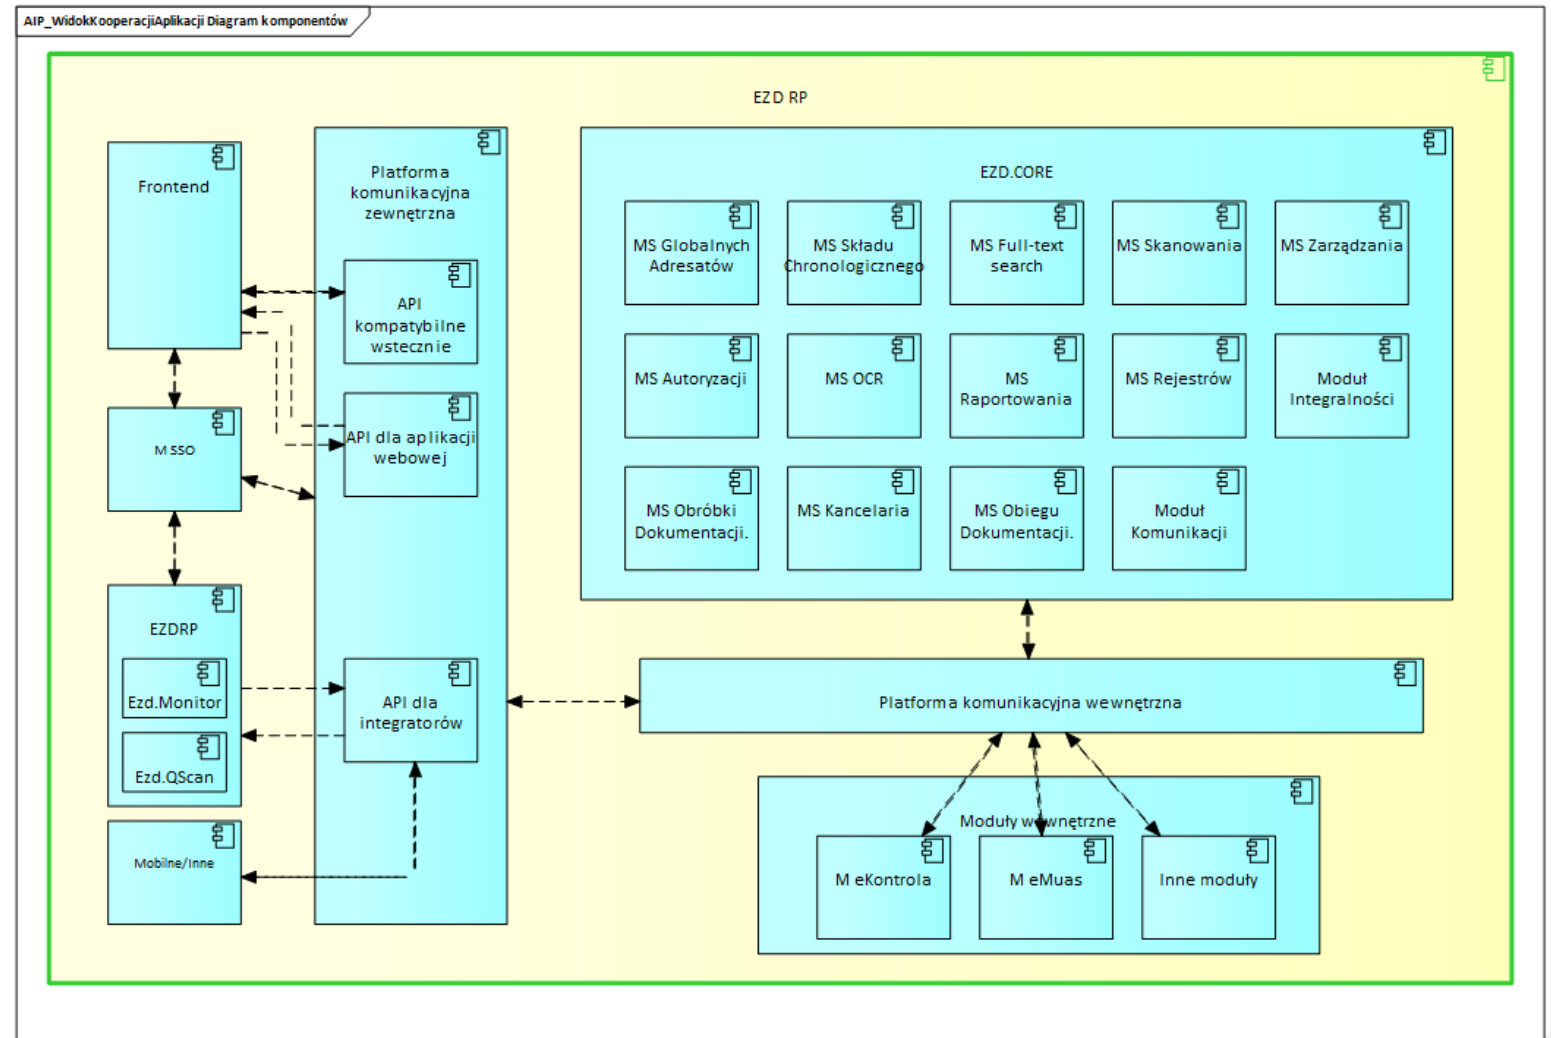 AIP_WidokKooperacjiAplikacji Diagram komponentów
EZD RP
Frontend
Platforma
komunikacyjna
zewnętrzna
API
kompatybilne
wstecznie
API dla aplikacji
webowej
M SSO
EZDRP
Ezd.Monitor
Ezd.QScan
API dla
integratorów
Mobilne/Inne
EZD.CORE
MS Globalnych
Adresatów
MS Składu
Chronologicznego
MS Full-text
search
MS Skanowania
MS Zarządzania
MS Autoryzacji
MS OCR
MS
Raportowania
MS Rejestrów
Moduł
Integralności
MS Obróbki
Dokumentacji.
MS Kancelaria
MS Obiegu
Dokumentacji.
Moduł
Komunikacji
Platforma komunikacyjna wewnętrzna
Moduły wewnętrzne
M eKontrola
M eMuas
Inne moduły